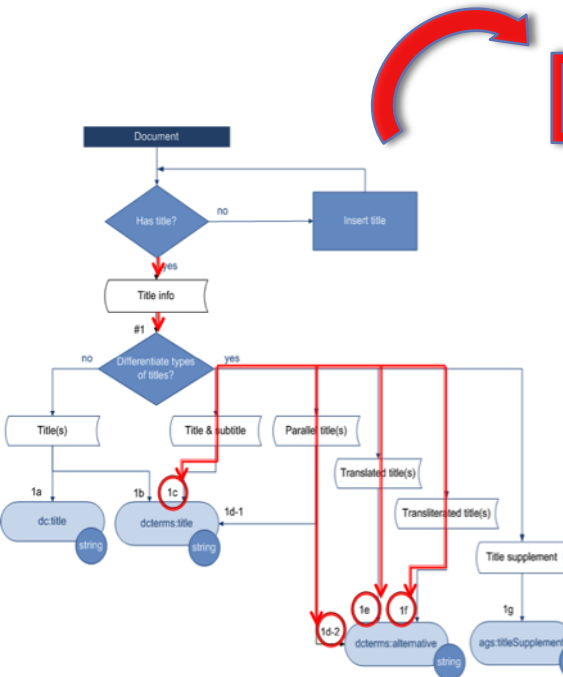 Document
Has title?
no
Insert title
yes
Title info
#1
no
Differentiate types
of titles?
yes
Title(s)
Title & subtitle
Parallel title(s)
Translated title(s)
Transliterated title(s)
Title supplement
1a
1b
1c
1d-1
dc:title
string
dcterms:title
string
1e
1f
1g
1d-2
dcterms:alternative
string
ags:titleSupplement